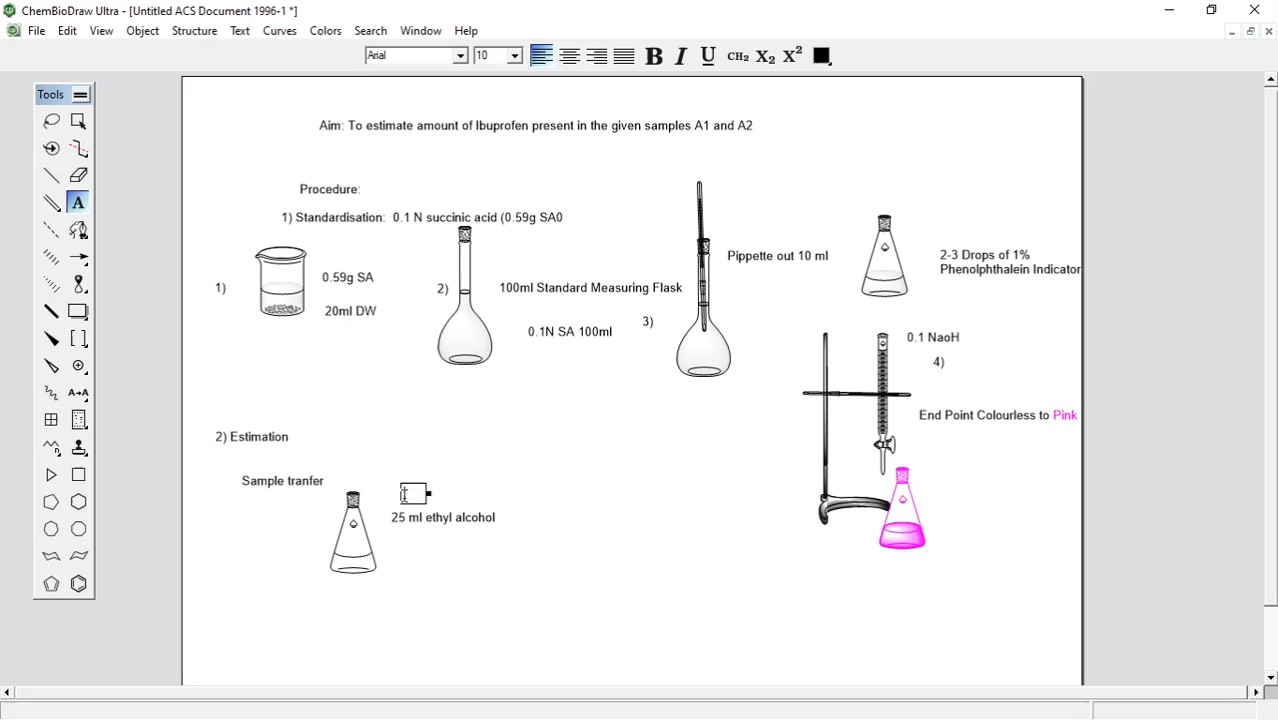 ChemBioDraw Ultra - [Untitled ACS Document 1996-1 *]
File Edit View Object Structure Text Curves Colors Search Window Help
Arial 10 B I U CH2 X2 X2
Tools
A
A→A
n
Aim: To estimate amount of Ibuprofen present in the given samples A1 and A2
Procedure:
1) Standardisation: 0.1 N succinic acid (0.59g SA0
1)
0.59g SA
20ml DW
2)
100ml Standard Measuring Flask
0.1N SA 100ml
3)
Pippette out 10 ml
2-3 Drops of 1%
Phenolphthalein Indicator
0.1 NaoH
4)
End Point Colourless to Pink
2) Estimation
Sample tranfer
25 ml ethyl alcohol